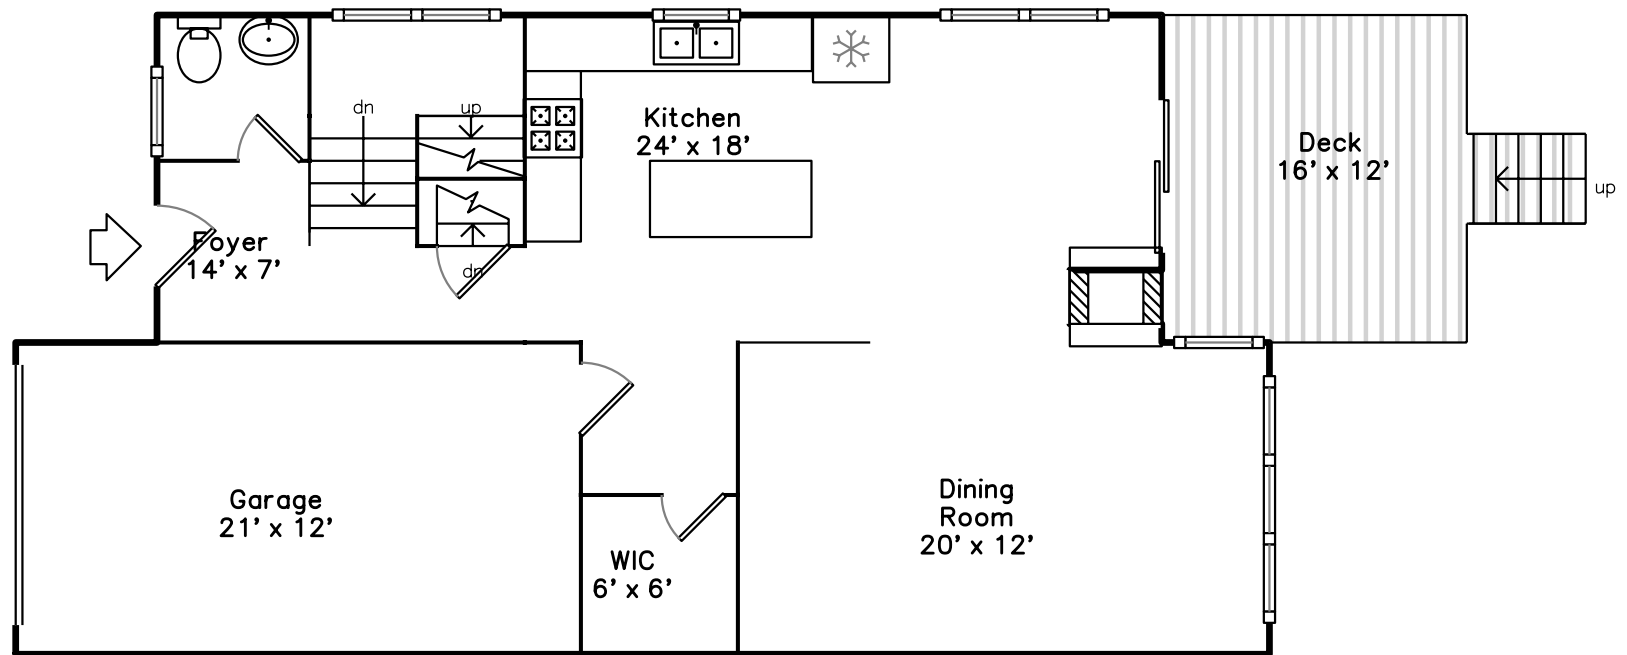 dn
up
Kitchen
24' x 18'
Deck
16' x 12'
up
Foyer
14' x 7'
dn
Garage
21' x 12'
Dining
Room
20' x 12'
WIC
6' x 6'